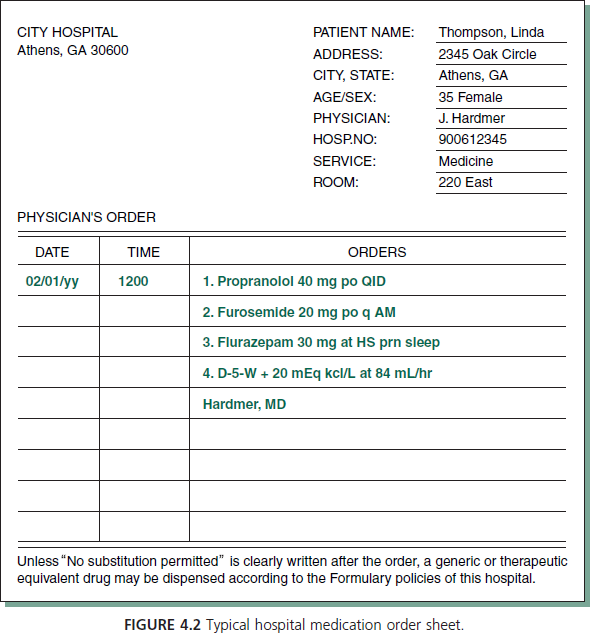 CITY HOSPITAL
Athens, GA 30600
PATIENT NAME: Thompson, Linda
ADDRESS: 2345 Oak Circle
CITY, STATE: Athens, GA
AGE/SEX: 35 Female
PHYSICIAN: J. Hardmer
HOSP.NO: 900612345
SERVICE: Medicine
ROOM: 220 East
PHYSICIAN'S ORDER
DATE TIME ORDERS
02/01/yy 1200 1. Propranolol 40 mg po QID
2. Furosemide 20 mg po q AM
3. Flurazepam 30 mg at HS prn sleep
4. D-5-W + 20 mEq kcl/L at 84 mL/hr
Hardmer, MD
Unless “No substitution permitted” is clearly written after the order, a generic or therapeutic
equivalent drug may be dispensed according to the Formulary policies of this hospital.
FIGURE 4.2 Typical hospital medication order sheet.